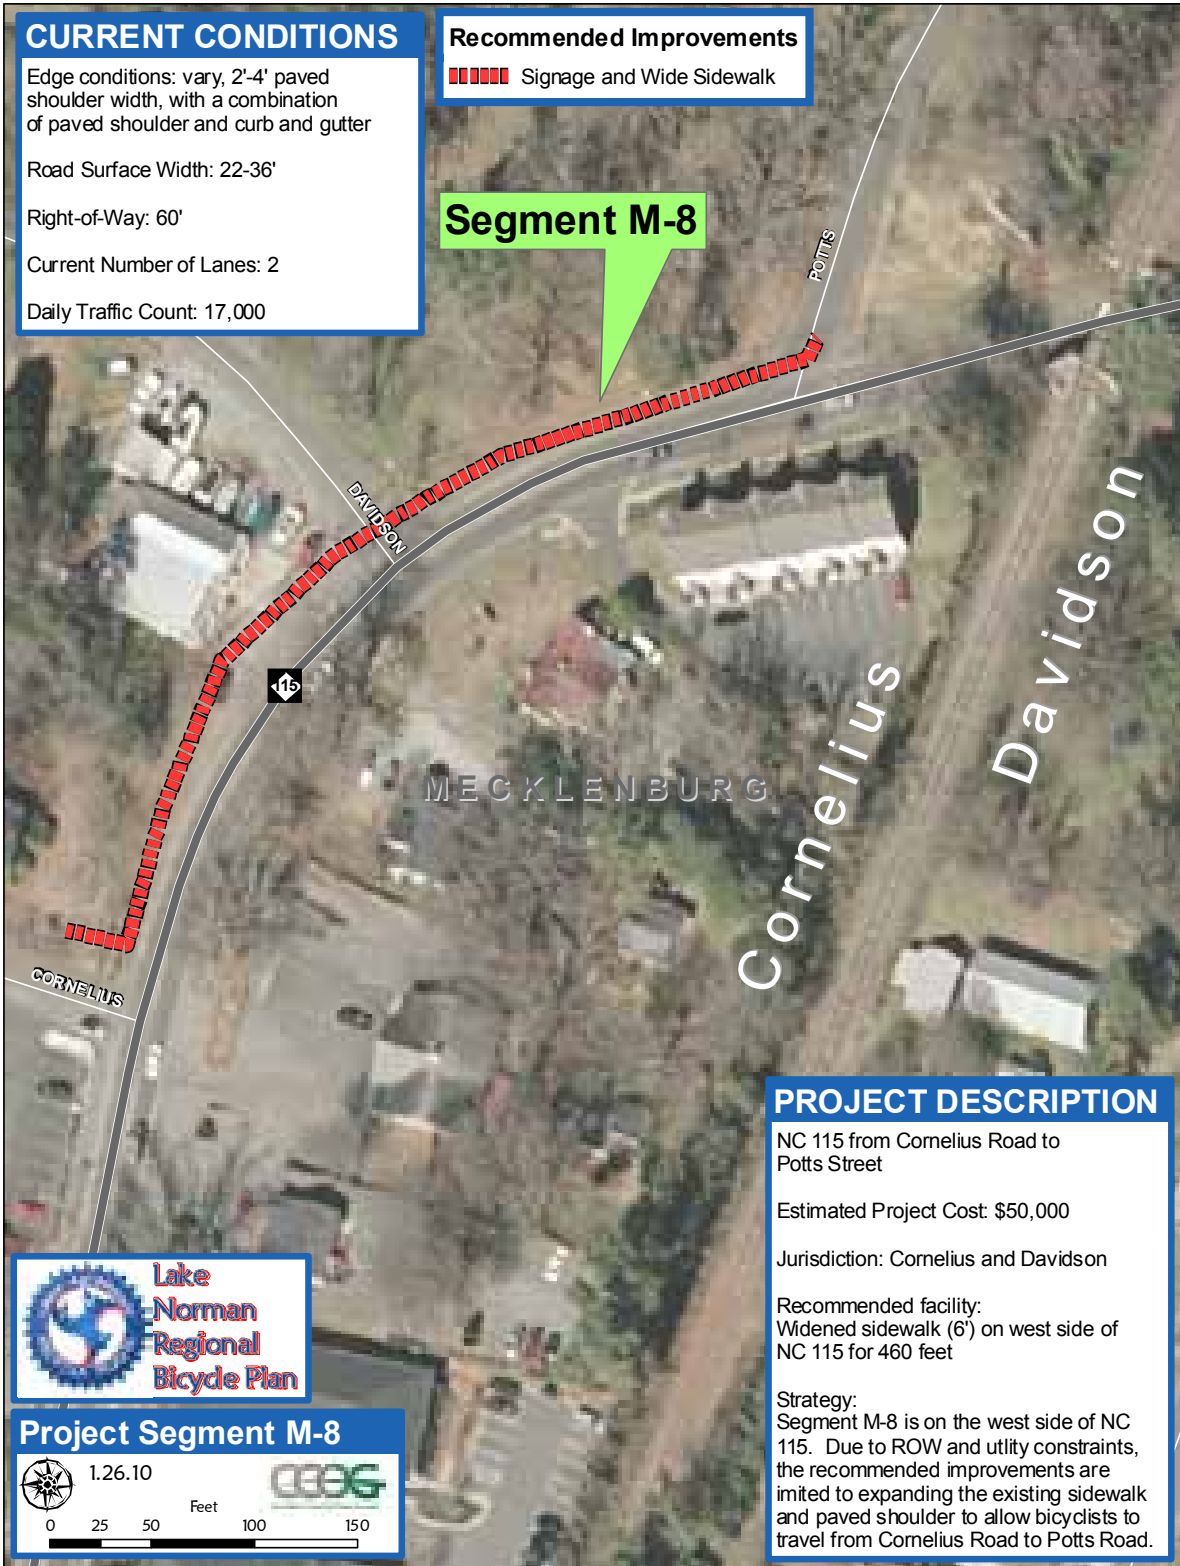 CURRENT CONDITIONS
Edge conditions: vary, 2'-4' paved
shoulder width, with a combination
of paved shoulder and curb and gutter
Road Surface Width: 22-36'
Right-of-Way: 60'
Current Number of Lanes: 2
Daily Traffic Count: 17,000
Recommended Improvements
Signage and Wide Sidewalk
Segment M-8
POTTS
DAVIDSON
115
MECKLENBURG
Cornelius
Davidson
CORNELIUS
PROJECT DESCRIPTION
NC 115 from Cornelius Road to
Potts Street
Estimated Project Cost: $50,000
Jurisdiction: Cornelius and Davidson
Recommended facility:
Widened sidewalk (6') on west side of
NC 115 for 460 feet
Strategy:
Segment M-8 is on the west side of NC
115. Due to ROW and utlity constraints,
the recommended improvements are
imited to expanding the existing sidewalk
and paved shoulder to allow bicyclists to
travel from Cornelius Road to Potts Road.
Lake
Norman
Regional
Bicycle Plan
Project Segment M-8
1.26.10
Feet
0 25 50 100 150